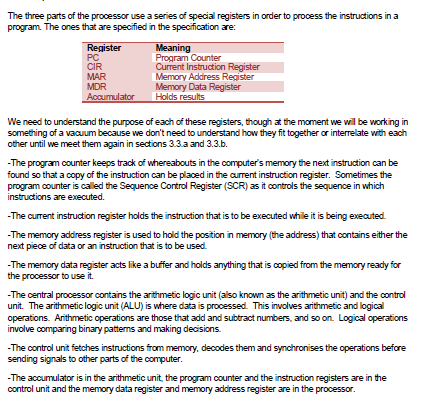 The three parts of the processor use a series of special registers in order to process the instructions in a
program. The ones that are specified in the specification are:
Register Meaning
PC Program Counter
CIR Current Instruction Register
MAR Memory Address Register
MDR Memory Data Register
Accumulator Holds results
We need to understand the purpose of each of these registers, though at the moment we will be working in
something of a vacuum because we don't need to understand how they fit together or interrelate with each
other until we meet them again in sections 3.3.a and 3.3.b.
-The program counter keeps track of whereabouts in the computer's memory the next instruction can be
found so that a copy of the instruction can be placed in the current instruction register. Sometimes the
program counter is called the Sequence Control Register (SCR) as it controls the sequence in which
instructions are executed.
-The current instruction register holds the instruction that is to be executed while it is being executed.
-The memory address register is used to hold the position in memory (the address) that contains either the
next piece of data or an instruction that is to be used.
-The memory data register acts like a buffer and holds anything that is copied from the memory ready for
the processor to use it.
-The central processor contains the arithmetic logic unit (also known as the arithmetic unit) and the control
unit. The arithmetic logic unit (ALU) is where data is processed. This involves arithmetic and logical
operations. Arithmetic operations are those that add and subtract numbers, and so on. Logical operations
involve comparing binary patterns and making decisions.
-The control unit fetches instructions from memory, decodes them and synchronises the operations before
sending signals to other parts of the computer.
-The accumulator is in the arithmetic unit, the program counter and the instruction registers are in the
control unit and the memory data register and memory address register are in the processor.